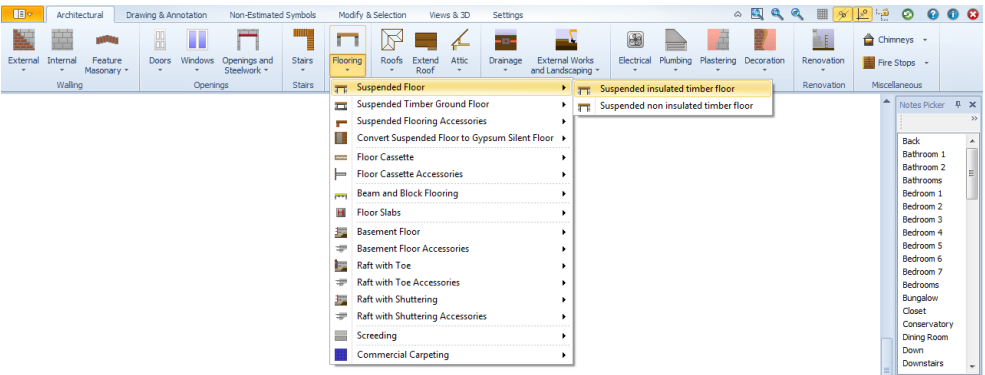 Architectural Drawing & Annotation Non-Estimated Symbols Modify & Selection Views & 3D Settings
External Internal Feature Masonary Doors Windows Openings and Steelwork Stairs Flooring Roofs Extend Roof Attic Drainage External Works and Landscaping Electrical Plumbing Plastering Decoration Renovation Chimneys
Fire Stops
Walling Openings Stairs Renovation Miscellaneous
Suspended Floor
Suspended insulated timber floor
Suspended Timber Ground Floor
Suspended non insulated timber floor
Suspended Flooring Accessories
Convert Suspended Floor to Gypsum Silent Floor
Floor Cassette
Floor Cassette Accessories
Beam and Block Flooring
Floor Slabs
Basement Floor
Basement Floor Accessories
Raft with Toe
Raft with Toe Accessories
Raft with Shuttering
Raft with Shuttering Accessories
Screeding
Commercial Carpeting
Notes Picker
Back
Bathroom 1
Bathroom 2
Bathrooms
Bedroom 1
Bedroom 2
Bedroom 3
Bedroom 4
Bedroom 5
Bedroom 6
Bedroom 7
Bedrooms
Bungalow
Closet
Conservatory
Dining Room
Down
Downstairs